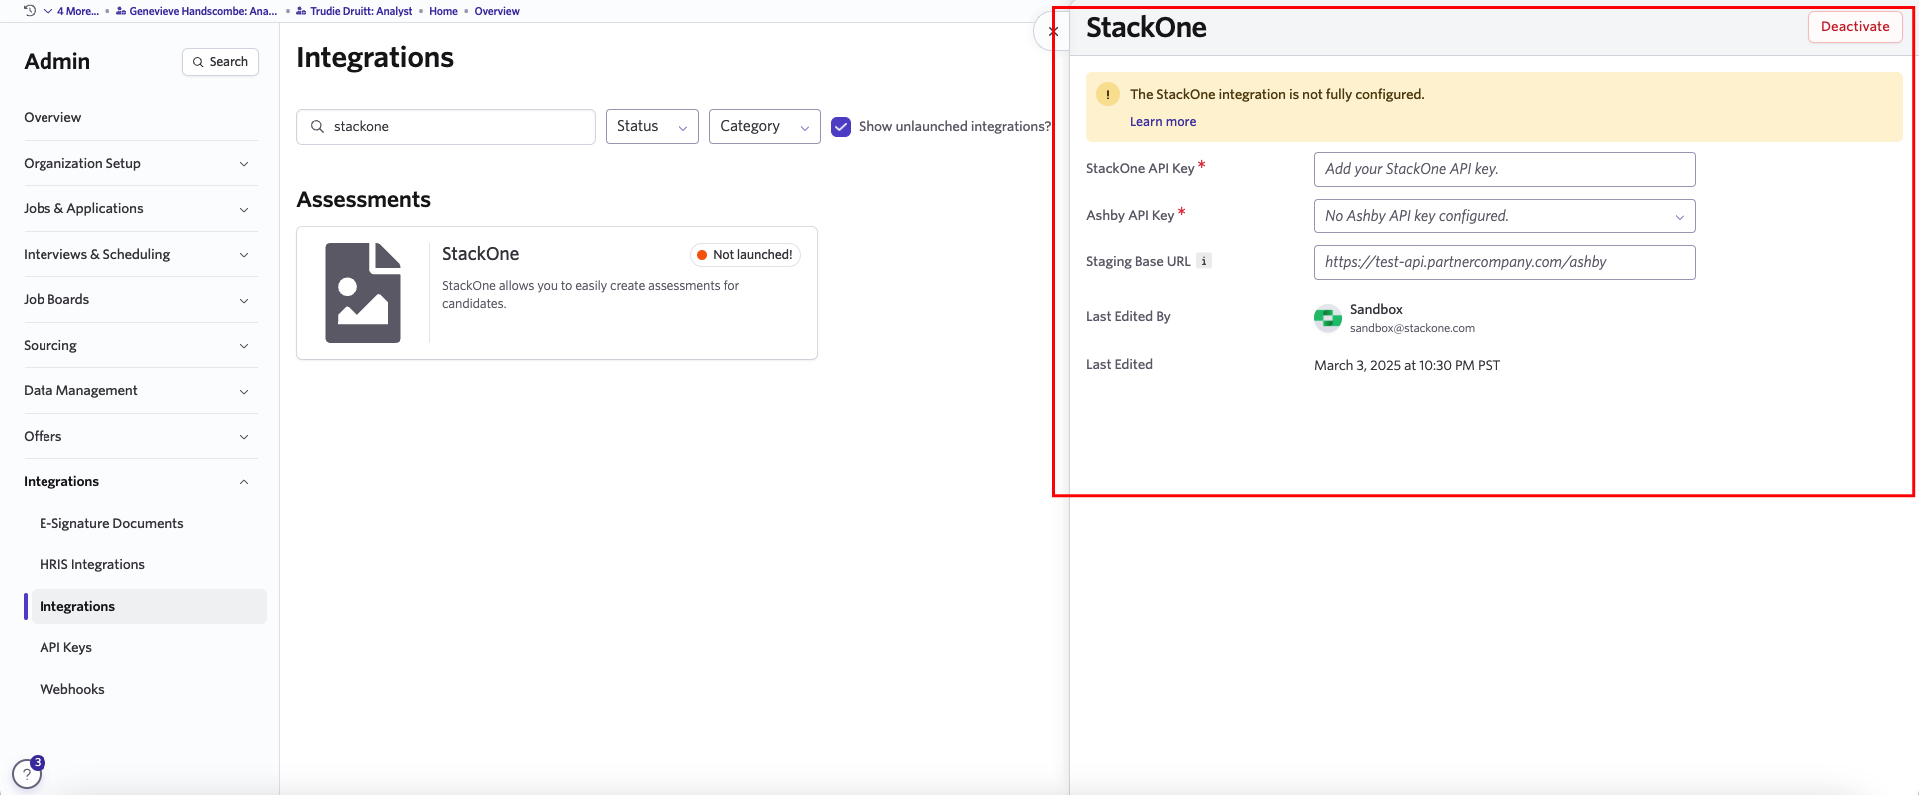 4 More...
Genevieve Handscombe: Ana...
Trudie Druitt: Analyst
Home
Overview
Admin
Search
Overview
Organization Setup
Jobs & Applications
Interviews & Scheduling
Job Boards
Sourcing
Data Management
Offers
Integrations
E-Signature Documents
HRIS Integrations
Integrations
API Keys
Webhooks
?
3
Integrations
stackone
Status
Category
Show unlaunched integrations?
Assessments
StackOne
Not launched!
StackOne allows you to easily create assessments for
candidates.
StackOne
Deactivate
! The StackOne integration is not fully configured.
Learn more
StackOne API Key *
Add your StackOne API key.
Ashby API Key *
No Ashby API key configured.
Staging Base URL i
https://test-api.partnercompany.com/ashby
Last Edited By
Sandbox
sandbox@stackone.com
Last Edited
March 3, 2025 at 10:30 PM PST